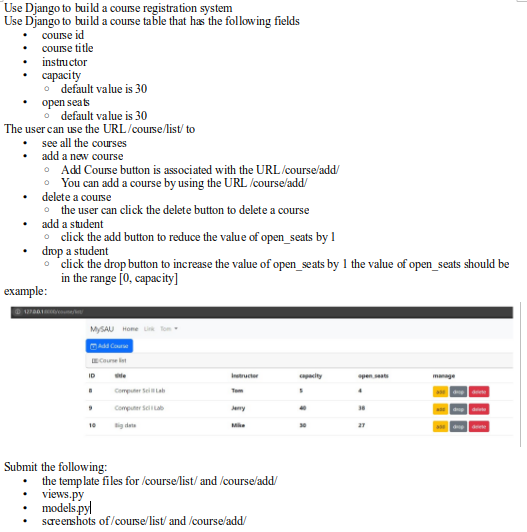 Use Django to build a course registration system
Use Django to build a course table that has the following fields
• course id
• course title
• instructor
• capacity
○ default value is 30
• open seats
○ default value is 30
The user can use the URL /course/list/ to
• see all the courses
• add a new course
○ Add Course button is associated with the URL /course/add/
○ You can add a course by using the URL /course/add/
• delete a course
○ the user can click the delete button to delete a course
• add a student
○ click the add button to reduce the value of open_seats by 1
• drop a student
○ click the drop button to increase the value of open_seats by 1 the value of open_seats should be
in the range [0, capacity]
example:
127.0.0.1:8000/course/list/
MySAU Home Link Tom
Add Course
Course list
ID title Instructor capacity open_seats manage
8 Computer Sci II Lab Tom 5 4 add drop delete
9 Computer Sci I Lab Jerry 40 38 add drop delete
10 Big date Mike 30 27 add drop delete
Submit the following:
• the template files for /course/list/ and /course/add/
• views.py
• models.py
• screenshots of /course/list/ and /course/add/